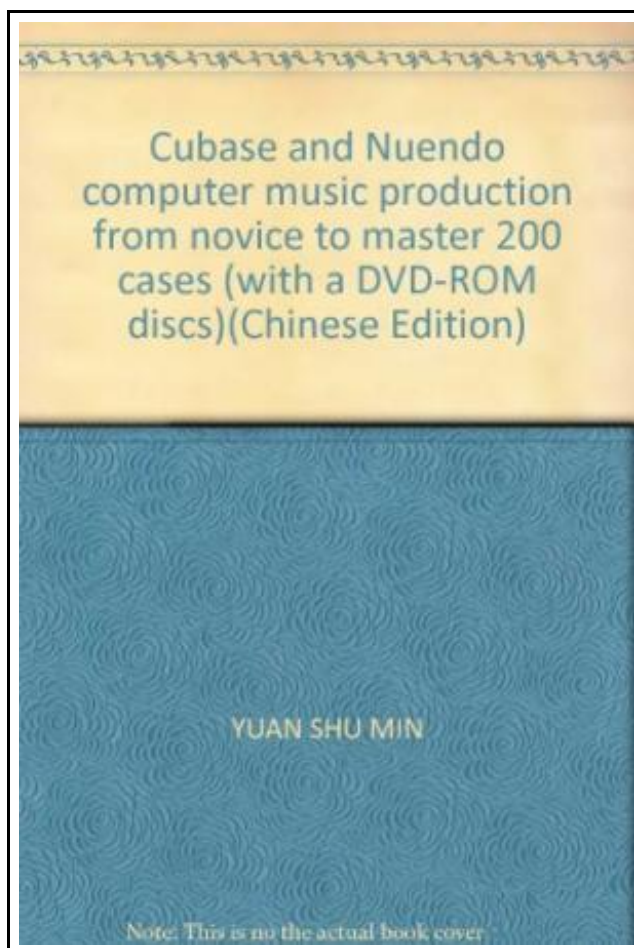 Cubase and Nuendo
computer music production
from novice to master 200
cases (with a DVD-ROM
discs)(Chinese Edition)
YUAN SHU MIN
Note: This is no the actual book cover